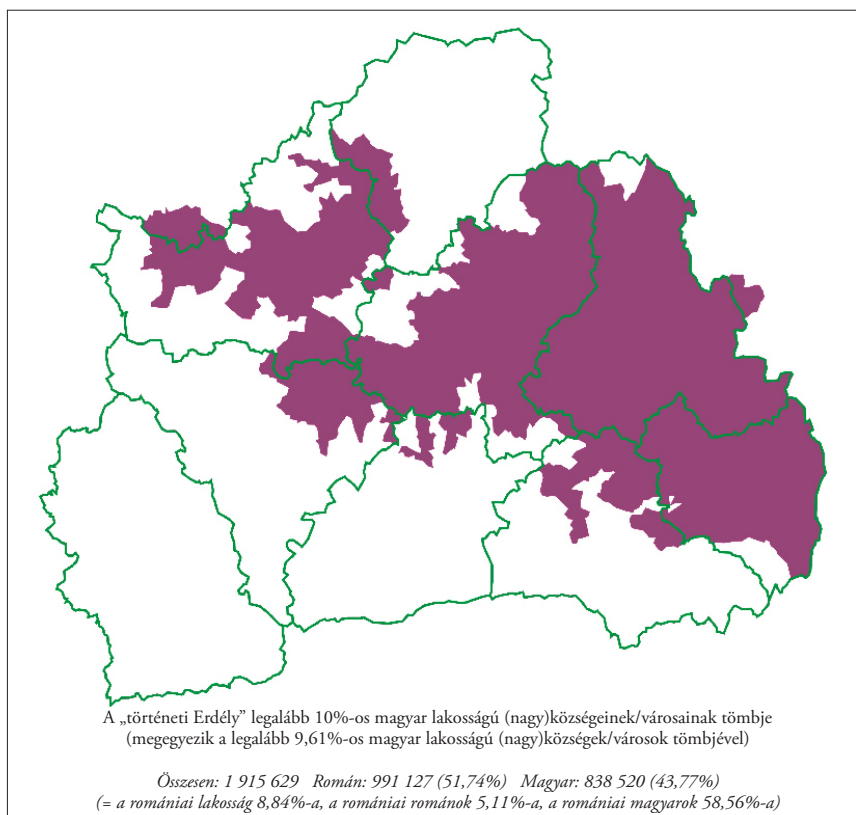 A „történeti Erdély” legalább 10%-os magyar lakosságú (nagy)községeinek/városainak tömbje
(megegyezik a legalább 9,61%-os magyar lakosságú (nagy)községek/városok tömbjével)
Összesen: 1 915 629 Román: 991 127 (51,74%) Magyar: 838 520 (43,77%)
(= a romániai lakosság 8,84%-a, a romániai románok 5,11%-a, a romániai magyarok 58,56%-a)